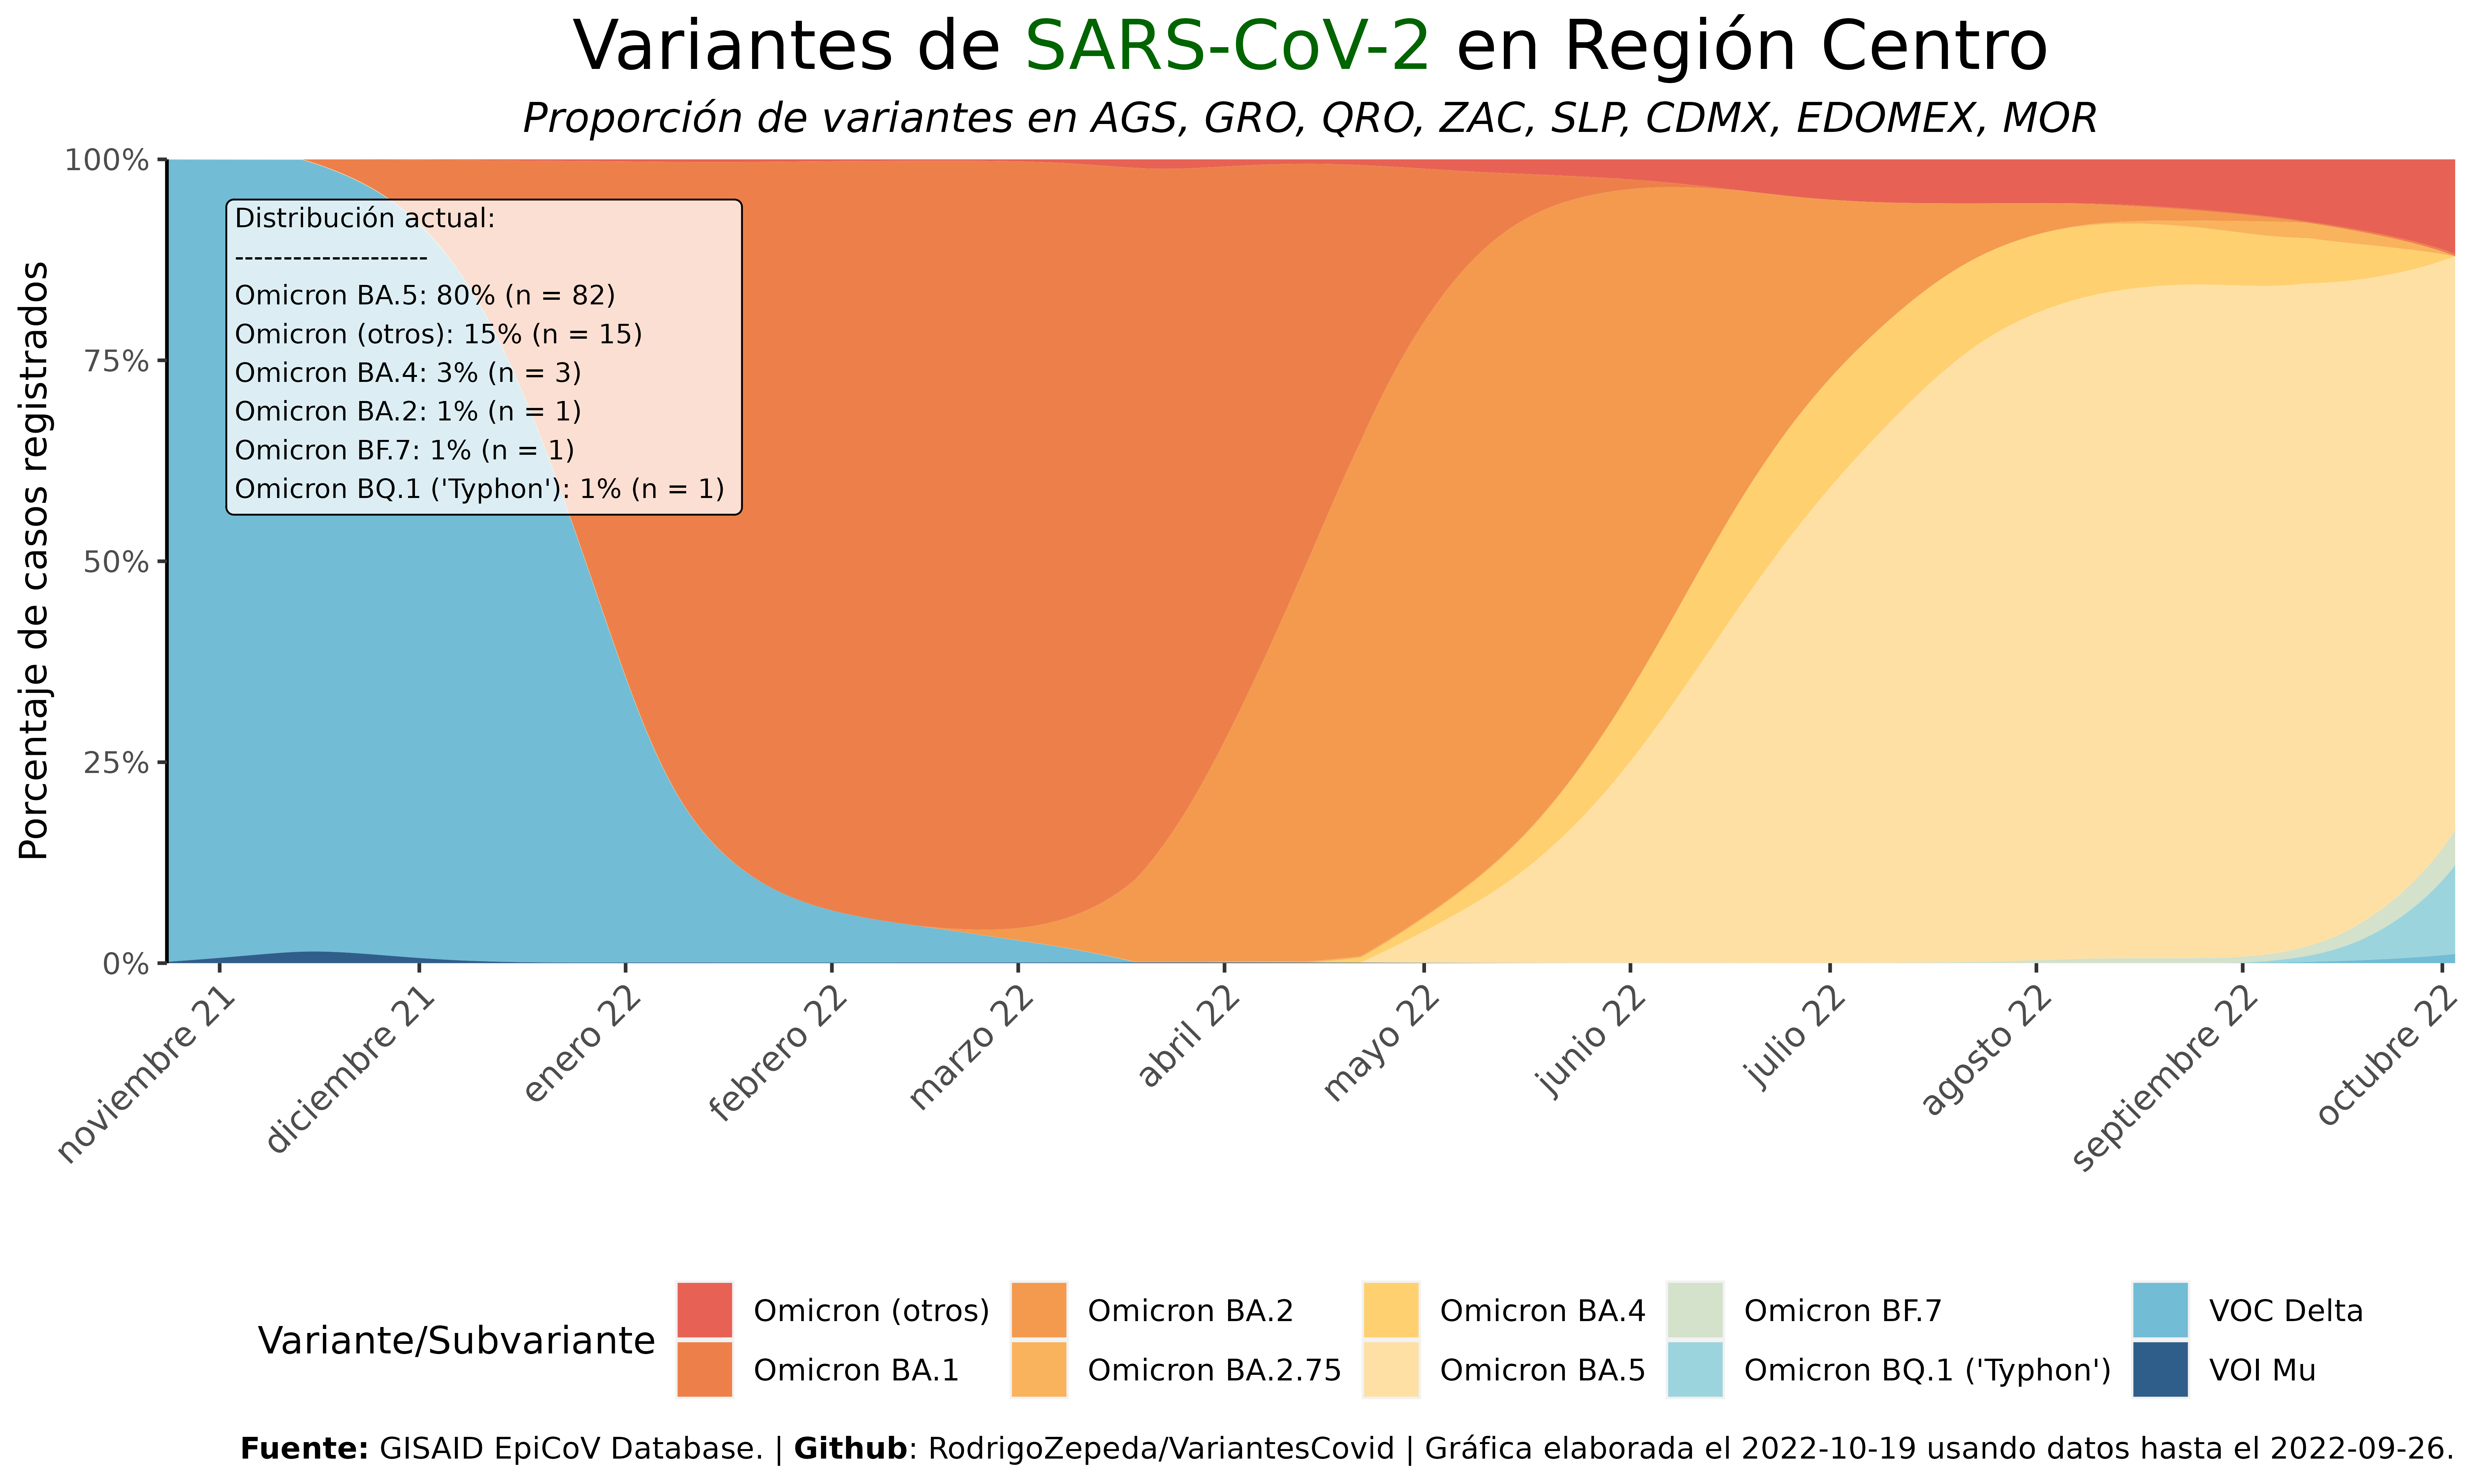 Variantes de SARS-CoV-2 en Región Centro
Proporción de variantes en AGS, GRO, QRO, ZAC, SLP, CDMX, EDOMEX, MOR
Porcentaje de casos registrados
100%
75%
50%
25%
0%
Distribución actual:
--------------------
Omicron BA.5: 80% (n = 82)
Omicron (otros): 15% (n = 15)
Omicron BA.4: 3% (n = 3)
Omicron BA.2: 1% (n = 1)
Omicron BF.7: 1% (n = 1)
Omicron BQ.1 ('Typhon'): 1% (n = 1)
noviembre 21
diciembre 21
enero 22
febrero 22
marzo 22
abril 22
mayo 22
junio 22
julio 22
agosto 22
septiembre 22
octubre 22
Variante/Subvariante
Omicron (otros)
Omicron BA.1
Omicron BA.2
Omicron BA.2.75
Omicron BA.4
Omicron BA.5
Omicron BF.7
Omicron BQ.1 ('Typhon')
VOC Delta
VOI Mu
Fuente: GISAID EpiCoV Database. | Github: RodrigoZepeda/VariantesCovid | Gráfica elaborada el 2022-10-19 usando datos hasta el 2022-09-26.